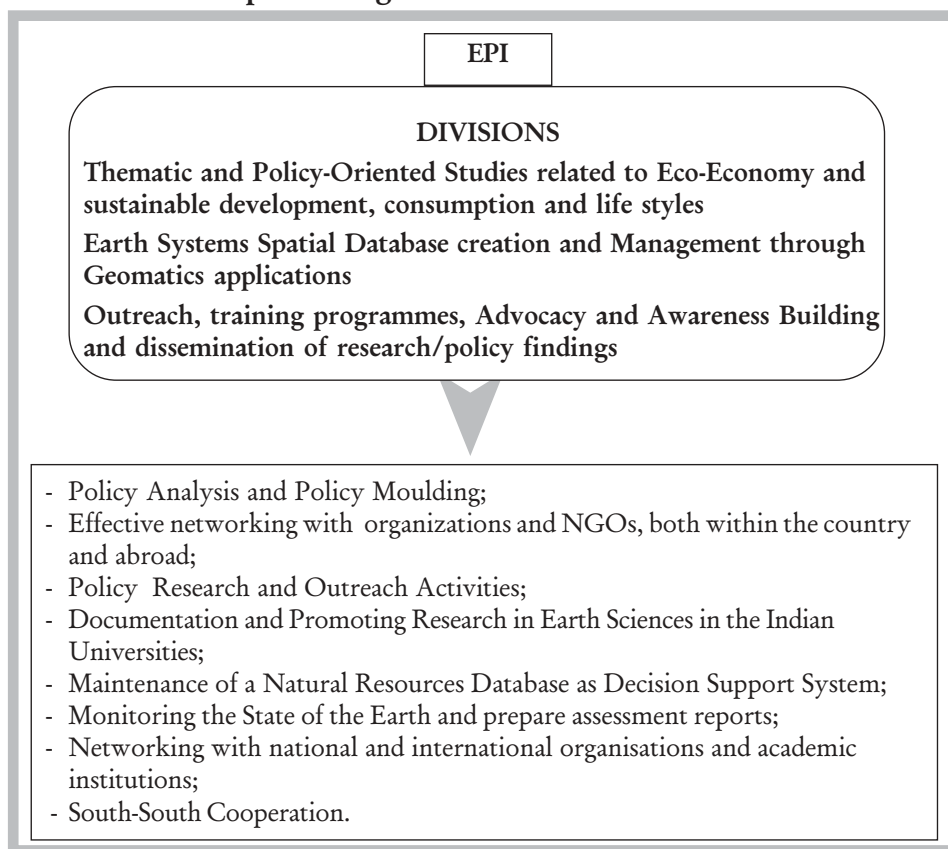 EPI
DIVISIONS
Thematic and Policy-Oriented Studies related to Eco-Economy and
sustainable development, consumption and life styles
Earth Systems Spatial Database creation and Management through
Geomatics applications
Outreach, training programmes, Advocacy and Awareness Building
and dissemination of research/policy findings
- Policy Analysis and Policy Moulding;
- Effective networking with organizations and NGOs, both within the country
and abroad;
- Policy Research and Outreach Activities;
- Documentation and Promoting Research in Earth Sciences in the Indian
Universities;
- Maintenance of a Natural Resources Database as Decision Support System;
- Monitoring the State of the Earth and prepare assessment reports;
- Networking with national and international organisations and academic
institutions;
- South-South Cooperation.